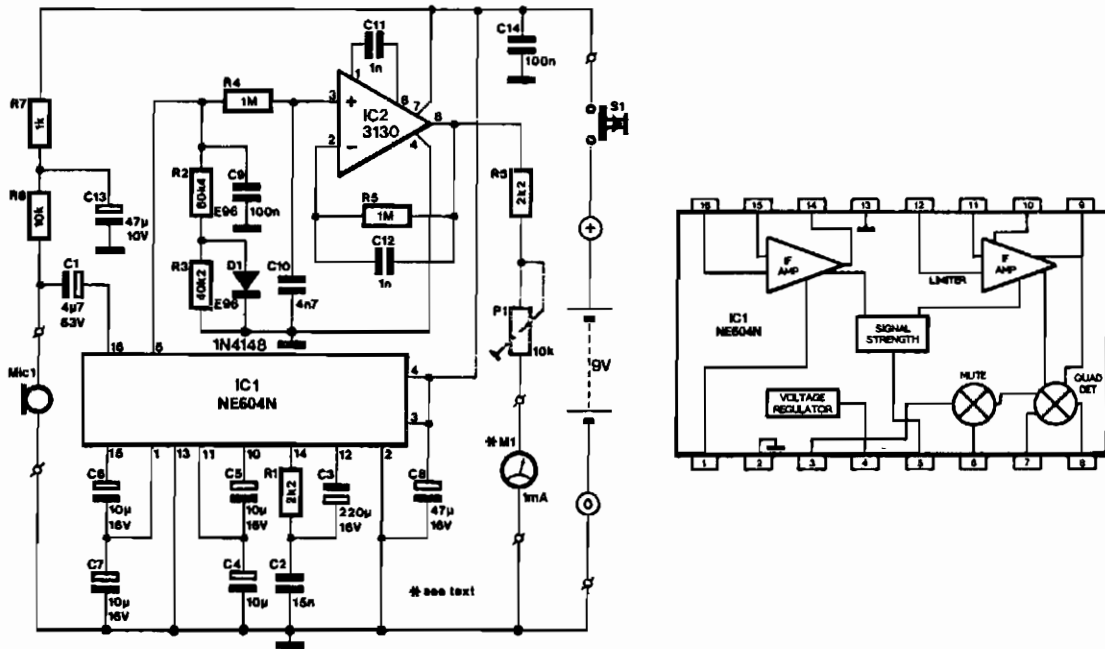 C11
1n
C14
100n
R4
1M
1
3
+
6
7
8
IC2
3130
2
−
4
S1
R7
1k
R6
10k
C13
47µ
10V
R2
60k4
E96
C9
100n
R5
1M
C12
1n
R5
2k2
+
C1
4µ7
63V
R3
40k2
E96
D1
C10
4n7
1N4148
P1
10k
9V
16
5
Mic1
IC1
NE604N
4
3
* M1
1mA
0
15
1
13
11
10
14
12
2
C6
10µ
16V
C5
10µ
16V
R1
2k2
C3
220µ
16V
C8
47µ
16V
C7
10µ
16V
C4
10µ
C2
15n
* see text
16
15
14
13
12
11
10
9
IF
AMP
LIMITER
IF
AMP
IC1
NE604N
SIGNAL
STRENGTH
VOLTAGE
REGULATOR
MUTE
QUAD
DET
1
2
3
4
5
6
7
8